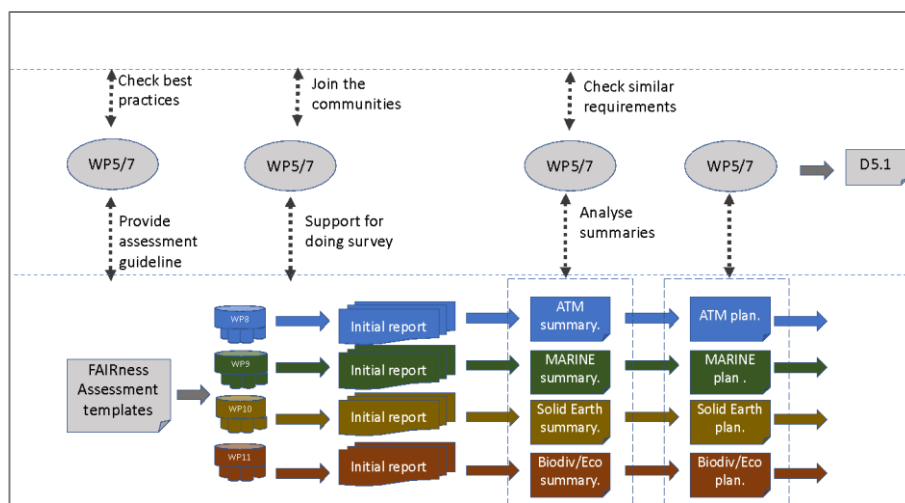 Check best
practices
Join the
communities
Check similar
requirements
WP5/7
WP5/7
WP5/7
WP5/7
D5.1
Provide
assessment
guideline
Support for
doing survey
Analyse
summaries
FAIRness
Assessment
templates
WP8
Initial report
ATM
summary.
ATM plan.
WP9
Initial report
MARINE
summary.
MARINE
plan .
WP10
Initial report
Solid Earth
summary.
Solid Earth
plan.
WP11
Initial report
Biodiv/Eco
summary.
Biodiv/Eco
plan.